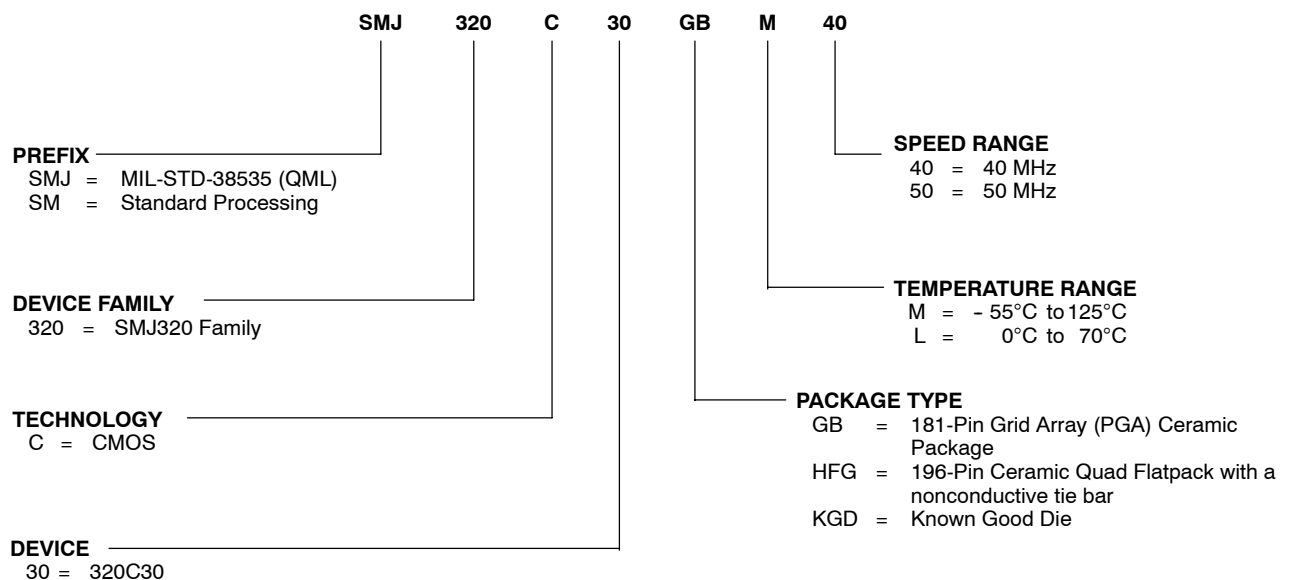 SMJ 320 C 30 GB M 40
PREFIX
SMJ = MIL-STD-38535 (QML)
SM = Standard Processing
DEVICE FAMILY
320 = SMJ320 Family
TECHNOLOGY
C = CMOS
DEVICE
30 = 320C30
SPEED RANGE
40 = 40 MHz
50 = 50 MHz
TEMPERATURE RANGE
M = - 55°C to 125°C
L = 0°C to 70°C
PACKAGE TYPE
GB = 181-Pin Grid Array (PGA) Ceramic
Package
HFG = 196-Pin Ceramic Quad Flatpack with a
nonconductive tie bar
KGD = Known Good Die